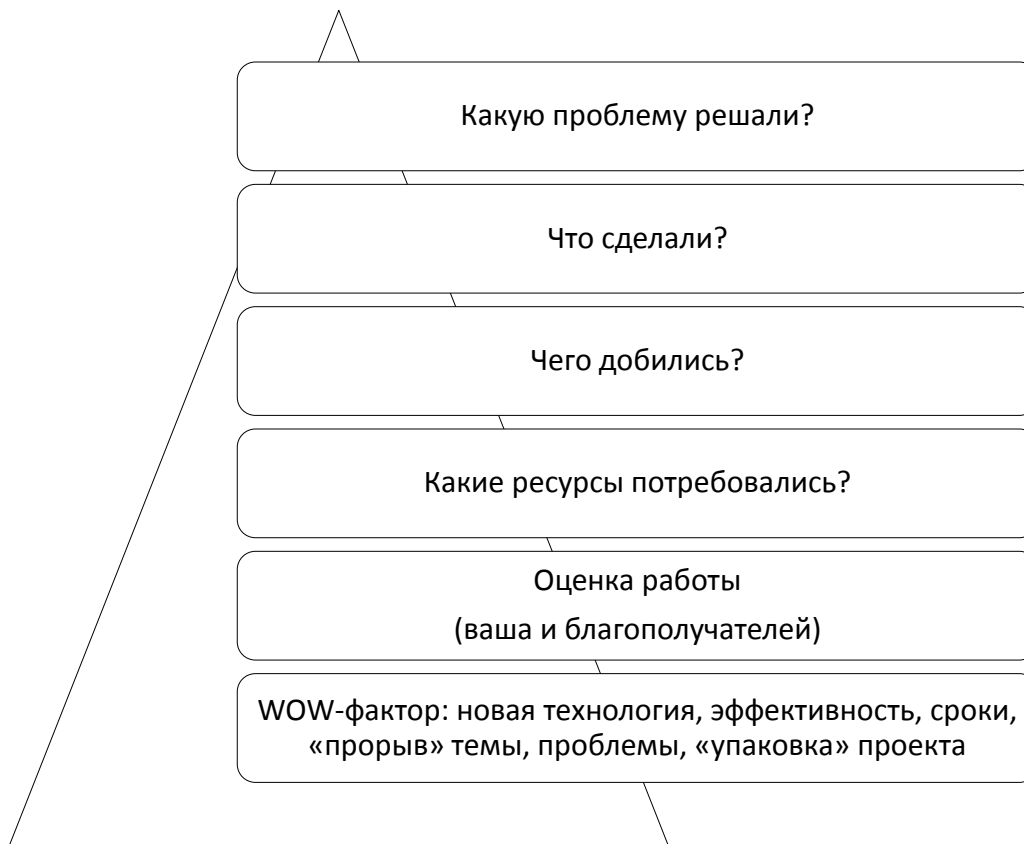 Какую проблему решали?
Что сделали?
Чего добились?
Какие ресурсы потребовались?
Оценка работы
(ваша и благополучателей)
WOW-фактор: новая технология, эффективность, сроки,
«прорыв» темы, проблемы, «упаковка» проекта